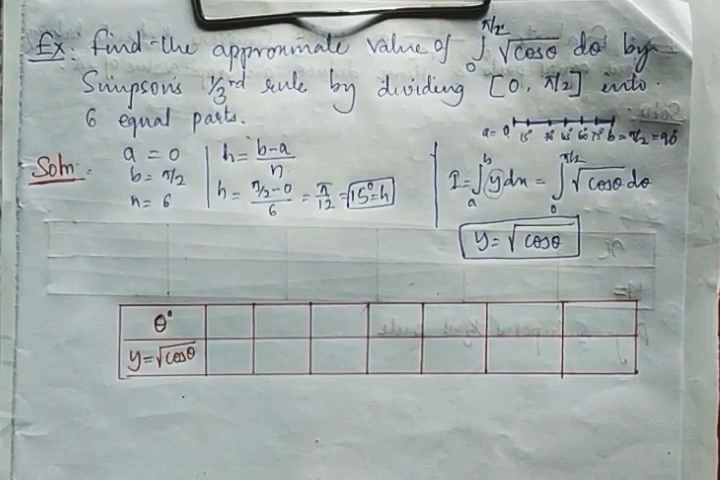 Ex: Find the approximate value of ∫₀^π/2 √cosθ dθ by
Simpson's 1/3rd rule by dividing [0, π/2] into
6 equal parts.
a = 0 15° 30° 45° 60° 75° b = π/2 = 90
Soln:
a = 0
b = π/2
n = 6
h = b-a/n
h = π/2-0/6 = π/12 = 15° = h
I = ∫ₐᵇ y dx = ∫₀^π/2 √cosθ dθ
y = √cosθ
θ°
y = √cosθ